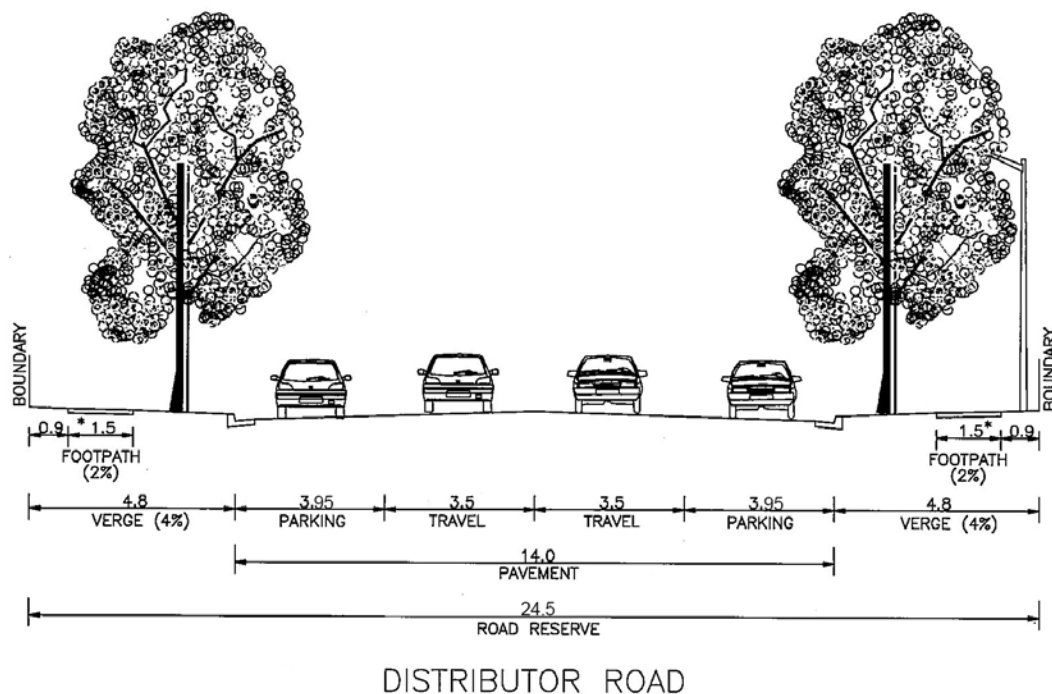 BOUNDARY
BOUNDARY
0.9 * 1.5
1.5* 0.9
FOOTPATH
(2%)
FOOTPATH
(2%)
4.8 3.95 3.5 3.5 3.95 4.8
VERGE (4%) PARKING TRAVEL TRAVEL PARKING VERGE (4%)
14.0
PAVEMENT
24.5
ROAD RESERVE
DISTRIBUTOR ROAD